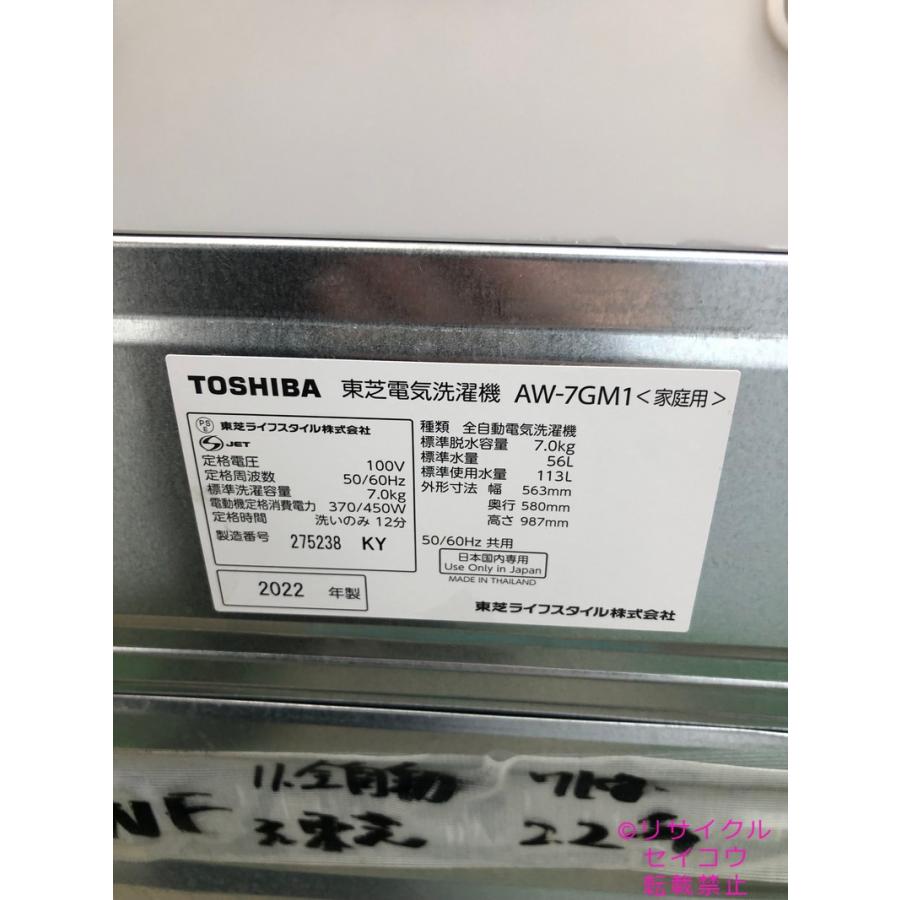 TOSHIBA 東芝電気洗濯機 AW-7GM1<家庭用>
PSE 東芝ライフスタイル株式会社
JET
定格電圧 100V
定格周波数 50/60Hz
標準洗濯容量 7.0kg
電動機定格消費電力 370/450W
定格時間 洗いのみ 12分
製造番号 275238 KY
2022 年製
種類 全自動電気洗濯機
標準脱水容量 7.0kg
標準水量 56L
標準使用水量 113L
外形寸法 幅 563mm
奥行 580mm
高さ 987mm
50/60Hz 共用
日本国内専用
Use Only in Japan
MADE IN THAILAND
東芝ライフスタイル株式会社
全自動
NF
©リサイクル
セイコウ
転載禁止